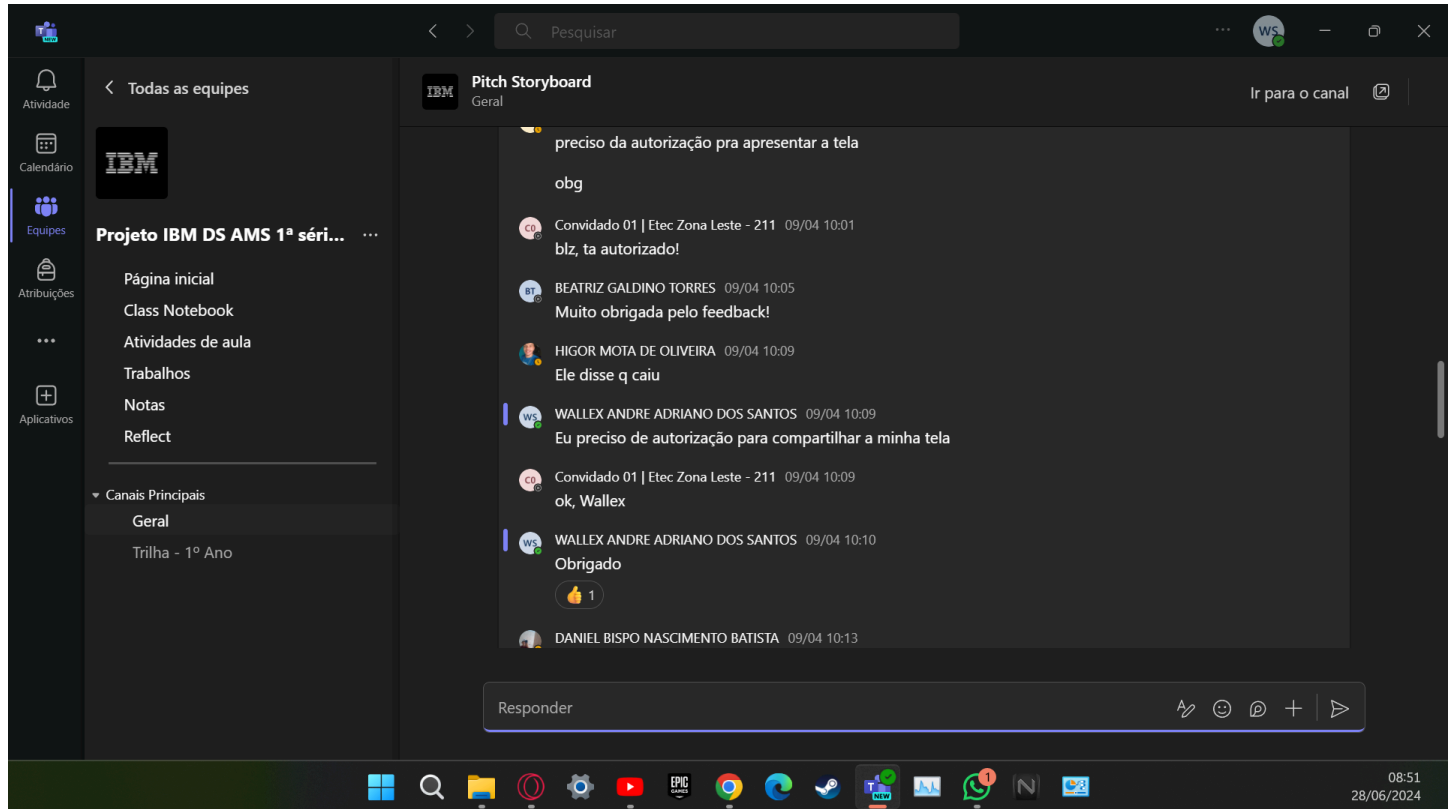 Pesquisar
WS
Atividade
Calendário
Equipes
Atribuições
Aplicativos
Todas as equipes
IBM
Projeto IBM DS AMS 1ª séri...
Página inicial
Class Notebook
Atividades de aula
Trabalhos
Notas
Reflect
Canais Principais
Geral
Trilha - 1º Ano
IBM
Pitch Storyboard
Geral
Ir para o canal
preciso da autorização pra apresentar a tela
obg
C0 Convidado 01 | Etec Zona Leste - 211 09/04 10:01
blz, ta autorizado!
BT BEATRIZ GALDINO TORRES 09/04 10:05
Muito obrigada pelo feedback!
HIGOR MOTA DE OLIVEIRA 09/04 10:09
Ele disse q caiu
WS WALLEX ANDRE ADRIANO DOS SANTOS 09/04 10:09
Eu preciso de autorização para compartilhar a minha tela
C0 Convidado 01 | Etec Zona Leste - 211 09/04 10:09
ok, Wallex
WS WALLEX ANDRE ADRIANO DOS SANTOS 09/04 10:10
Obrigado
1
DANIEL BISPO NASCIMENTO BATISTA 09/04 10:13
Responder
EPIC GAMES
NEW
1
N
08:51
28/06/2024